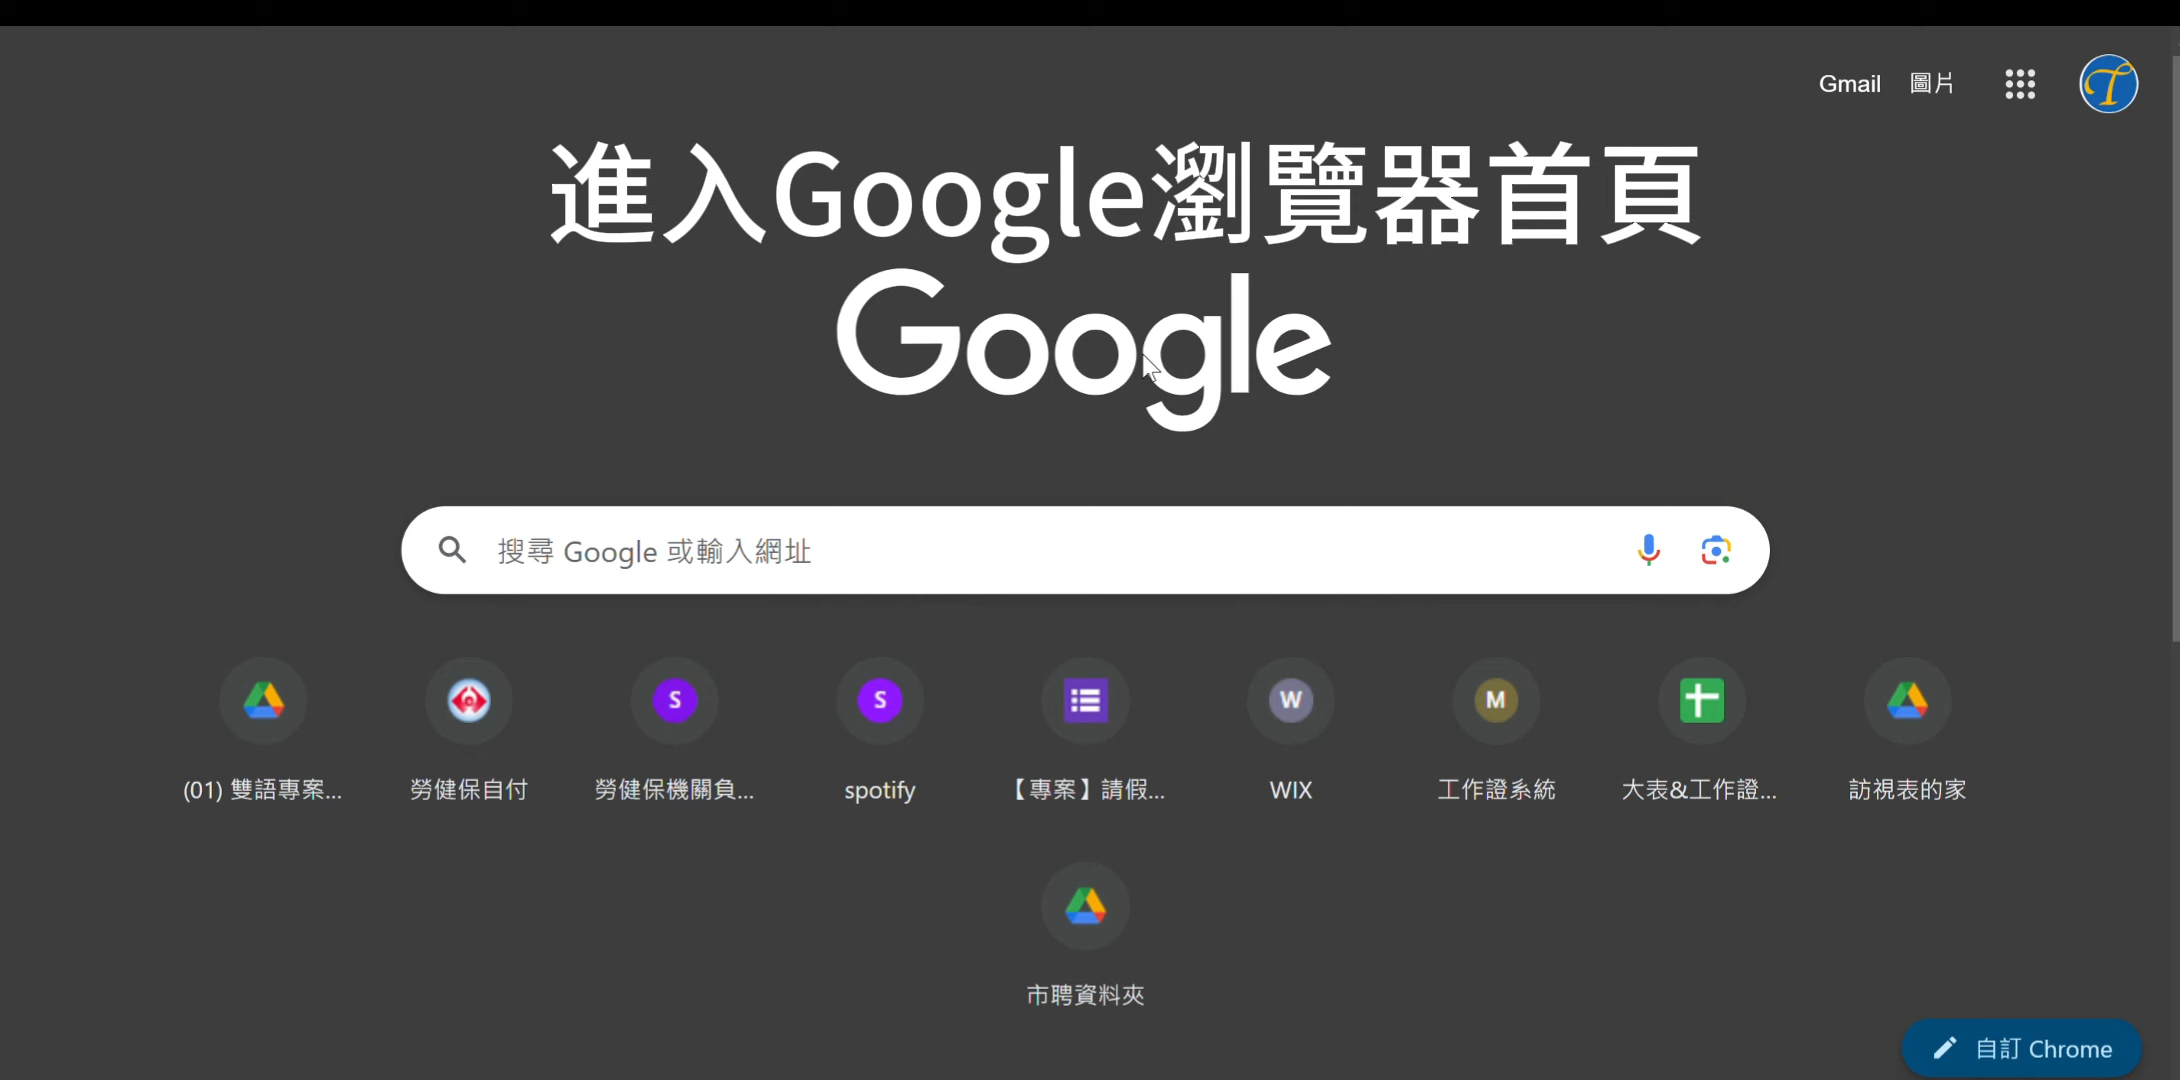 Gmail 圖片
進入Google瀏覽器首頁
Google
搜尋 Google 或輸入網址
S S W M
(01) 雙語專案... 勞健保自付 勞健保機關負... spotify 【專案】請假... WIX 工作證系統 大表&工作證... 訪視表的家
市聘資料夾
自訂 Chrome